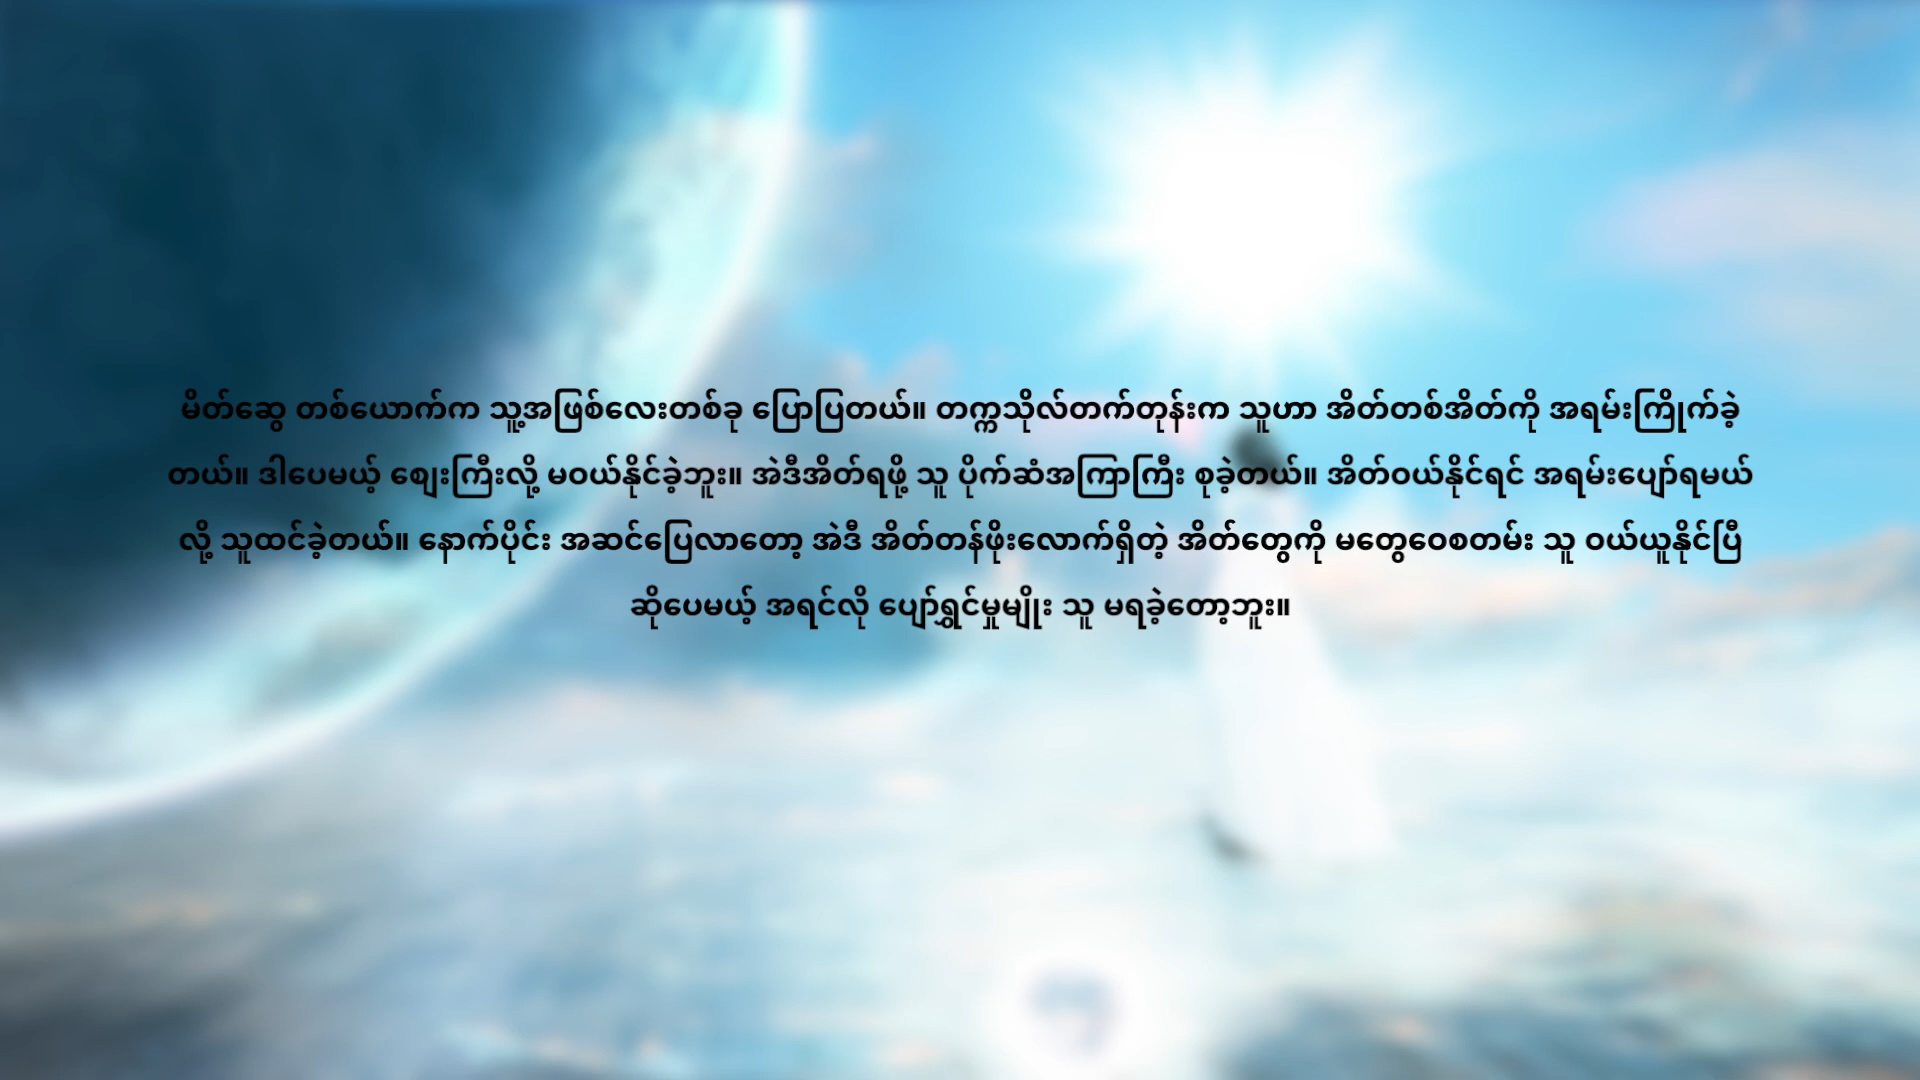 မိတ်ဆွေ တစ်ယောက်က သူ့အဖြစ်လေးတစ်ခု ပြောပြတယ်။ တက္ကသိုလ်တက်တုန်းက သူဟာ အိတ်တစ်အိတ်ကို အရမ်းကြိုက်ခဲ့
တယ်။ ဒါပေမယ့် ဈေးကြီးလို့ မဝယ်နိုင်ခဲ့ဘူး။ အဲဒီအိတ်ရဖို့ သူ ပိုက်ဆံအကြာကြီး စုခဲ့တယ်။ အိတ်ဝယ်နိုင်ရင် အရမ်းပျော်ရမယ်
လို့ သူထင်ခဲ့တယ်။ နောက်ပိုင်း အဆင်ပြေလာတော့ အဲဒီ အိတ်တန်ဖိုးလောက်ရှိတဲ့ အိတ်တွေကို မတွေဝေစတမ်း သူ ဝယ်ယူနိုင်ပြီ
ဆိုပေမယ့် အရင်လို ပျော်ရွှင်မှုမျိုး သူ မရခဲ့တော့ဘူး။